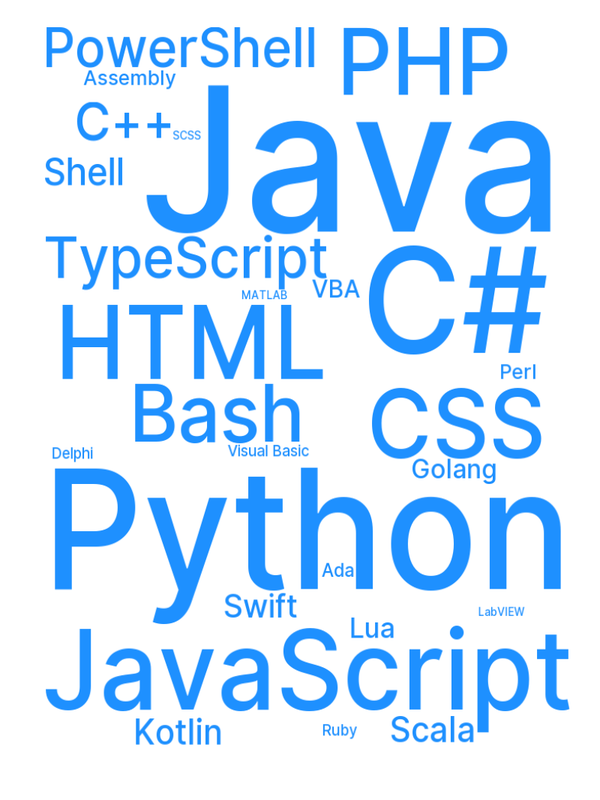 PowerShell
PHP
Assembly
Java
C++
SCSS
Shell
TypeScript
C#
VBA
MATLAB
HTML
Perl
Bash
CSS
Visual Basic
Delphi
Golang
Python
Ada
Swift
LabVIEW
Lua
JavaScript
Kotlin
Ruby
Scala